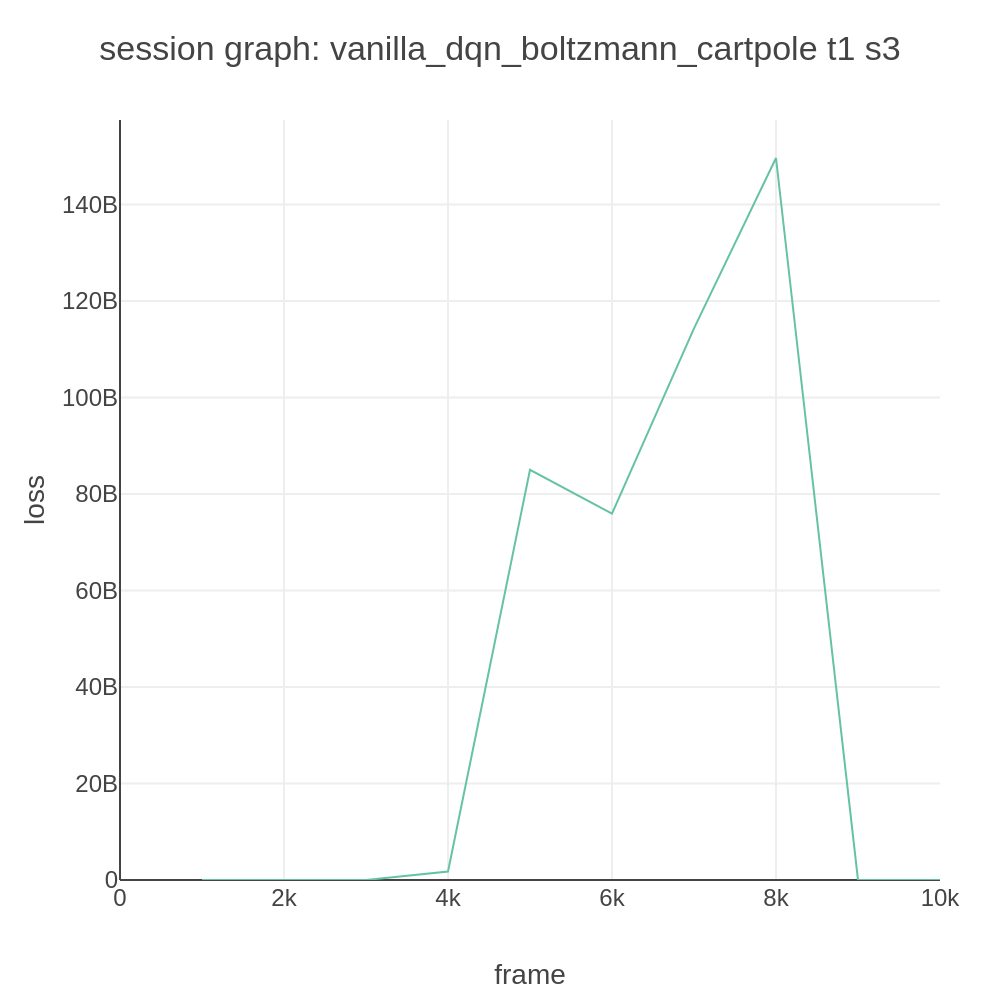 session graph: vanilla_dqn_boltzmann_cartpole t1 s3
140B
120B
100B
80B
60B
40B
20B
0
loss
0 2k 4k 6k 8k 10k
frame